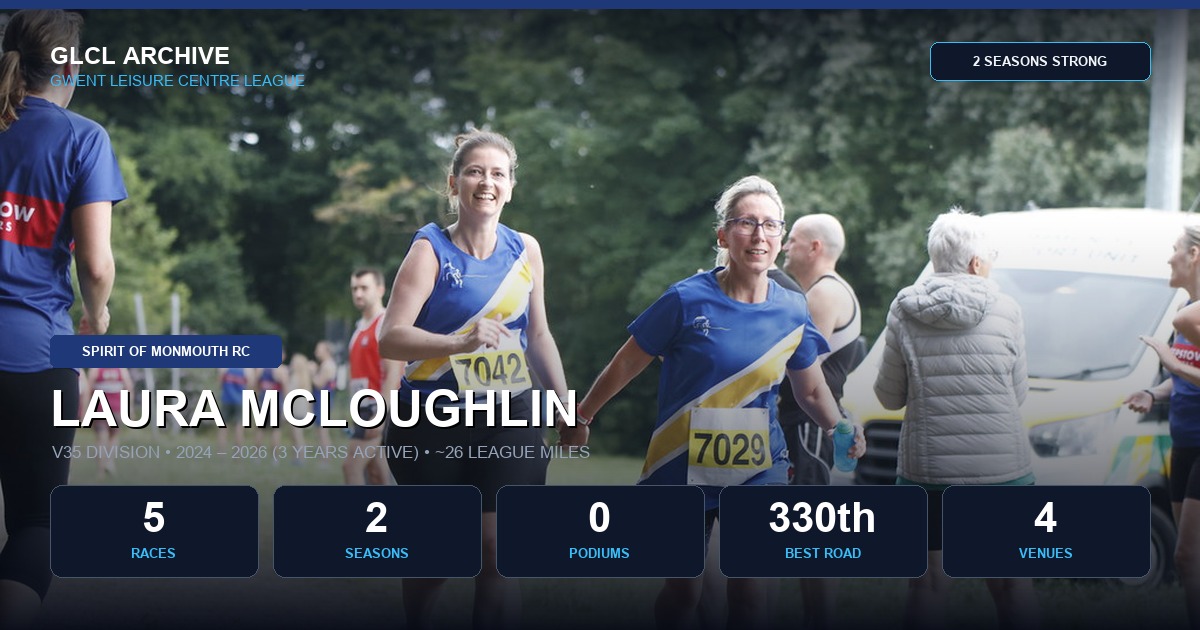 GLCL ARCHIVE
GWENT LEISURE CENTRE LEAGUE
2 SEASONS STRONG
OW
7042
7029
SPIRIT OF MONMOUTH RC
LAURA MCLOUGHLIN
V35 DIVISION • 2024 – 2026 (3 YEARS ACTIVE) • ~26 LEAGUE MILES
5
RACES
2
SEASONS
0
PODIUMS
330th
BEST ROAD
4
VENUES